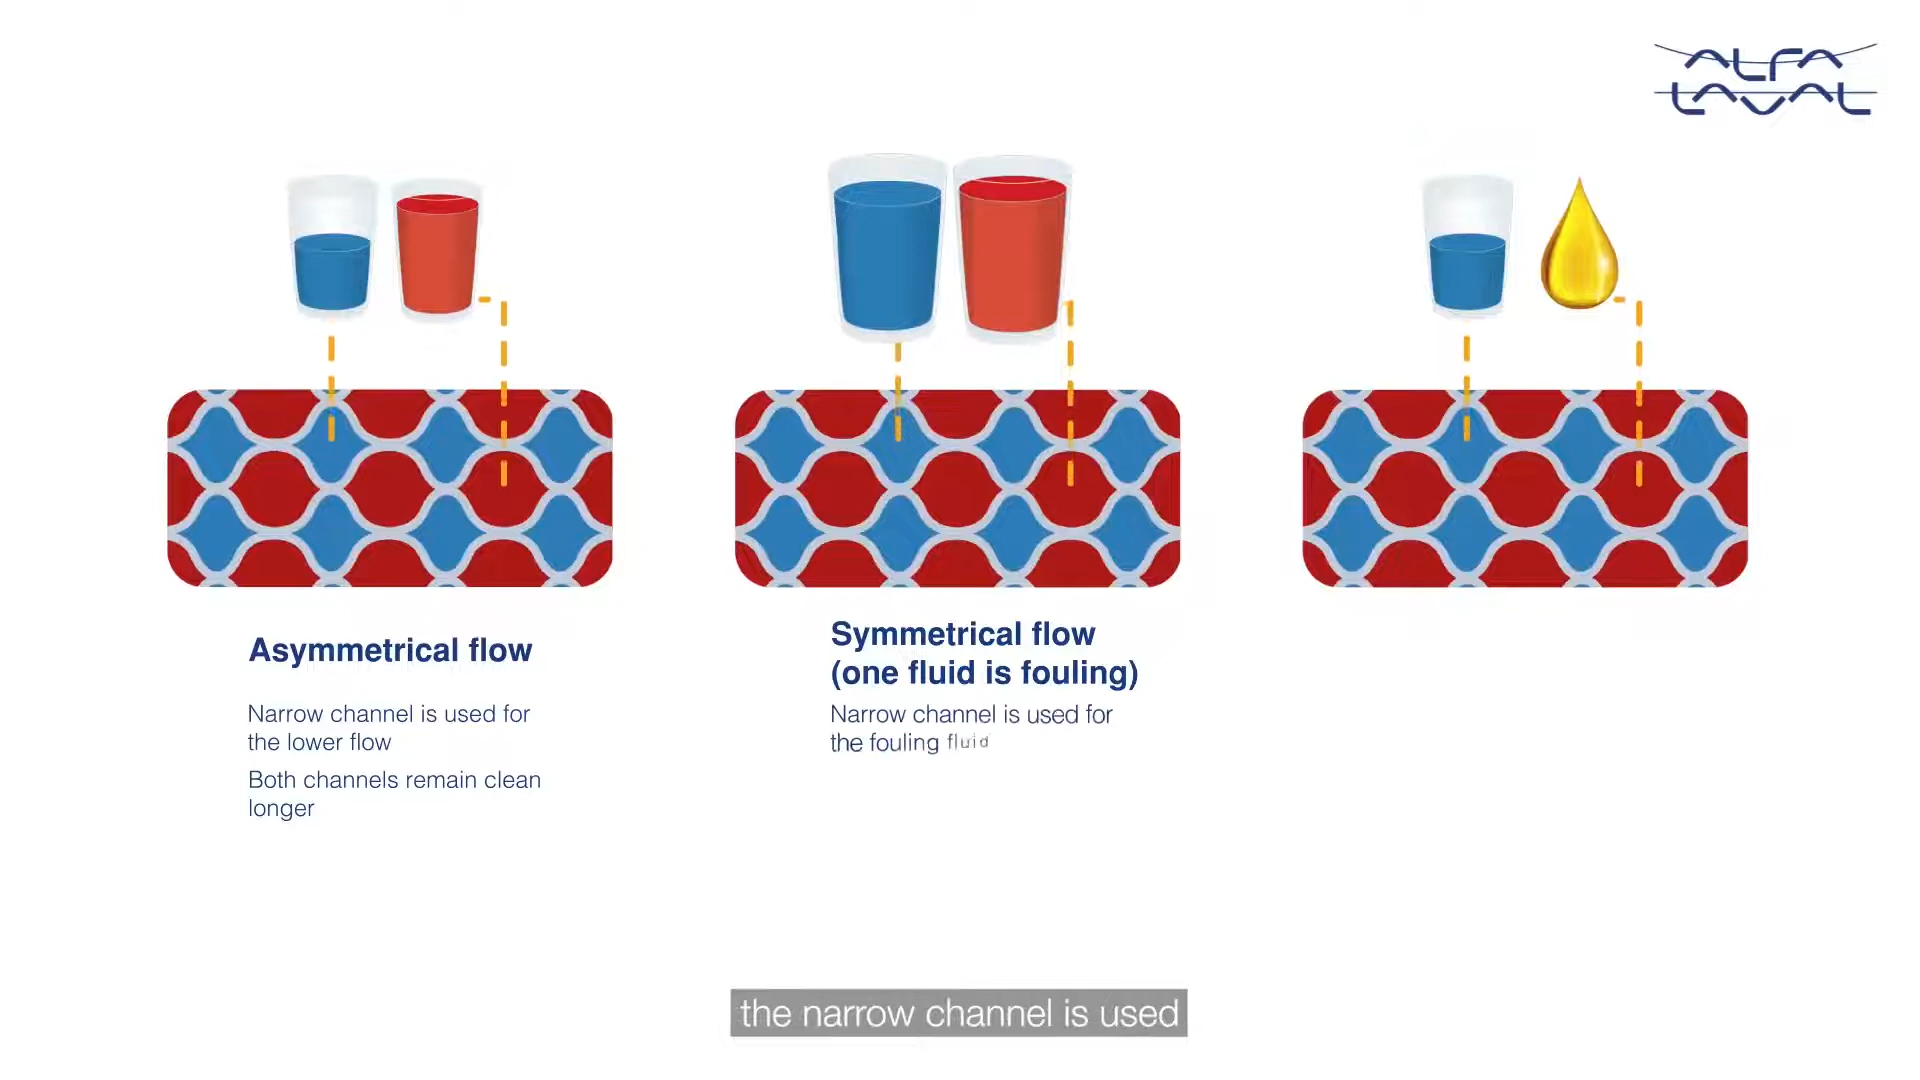 ALFA
LAVAL
Asymmetrical flow
Narrow channel is used for
the lower flow
Both channels remain clean
longer
Symmetrical flow
(one fluid is fouling)
Narrow channel is used for
the fouling fluid
the narrow channel is used